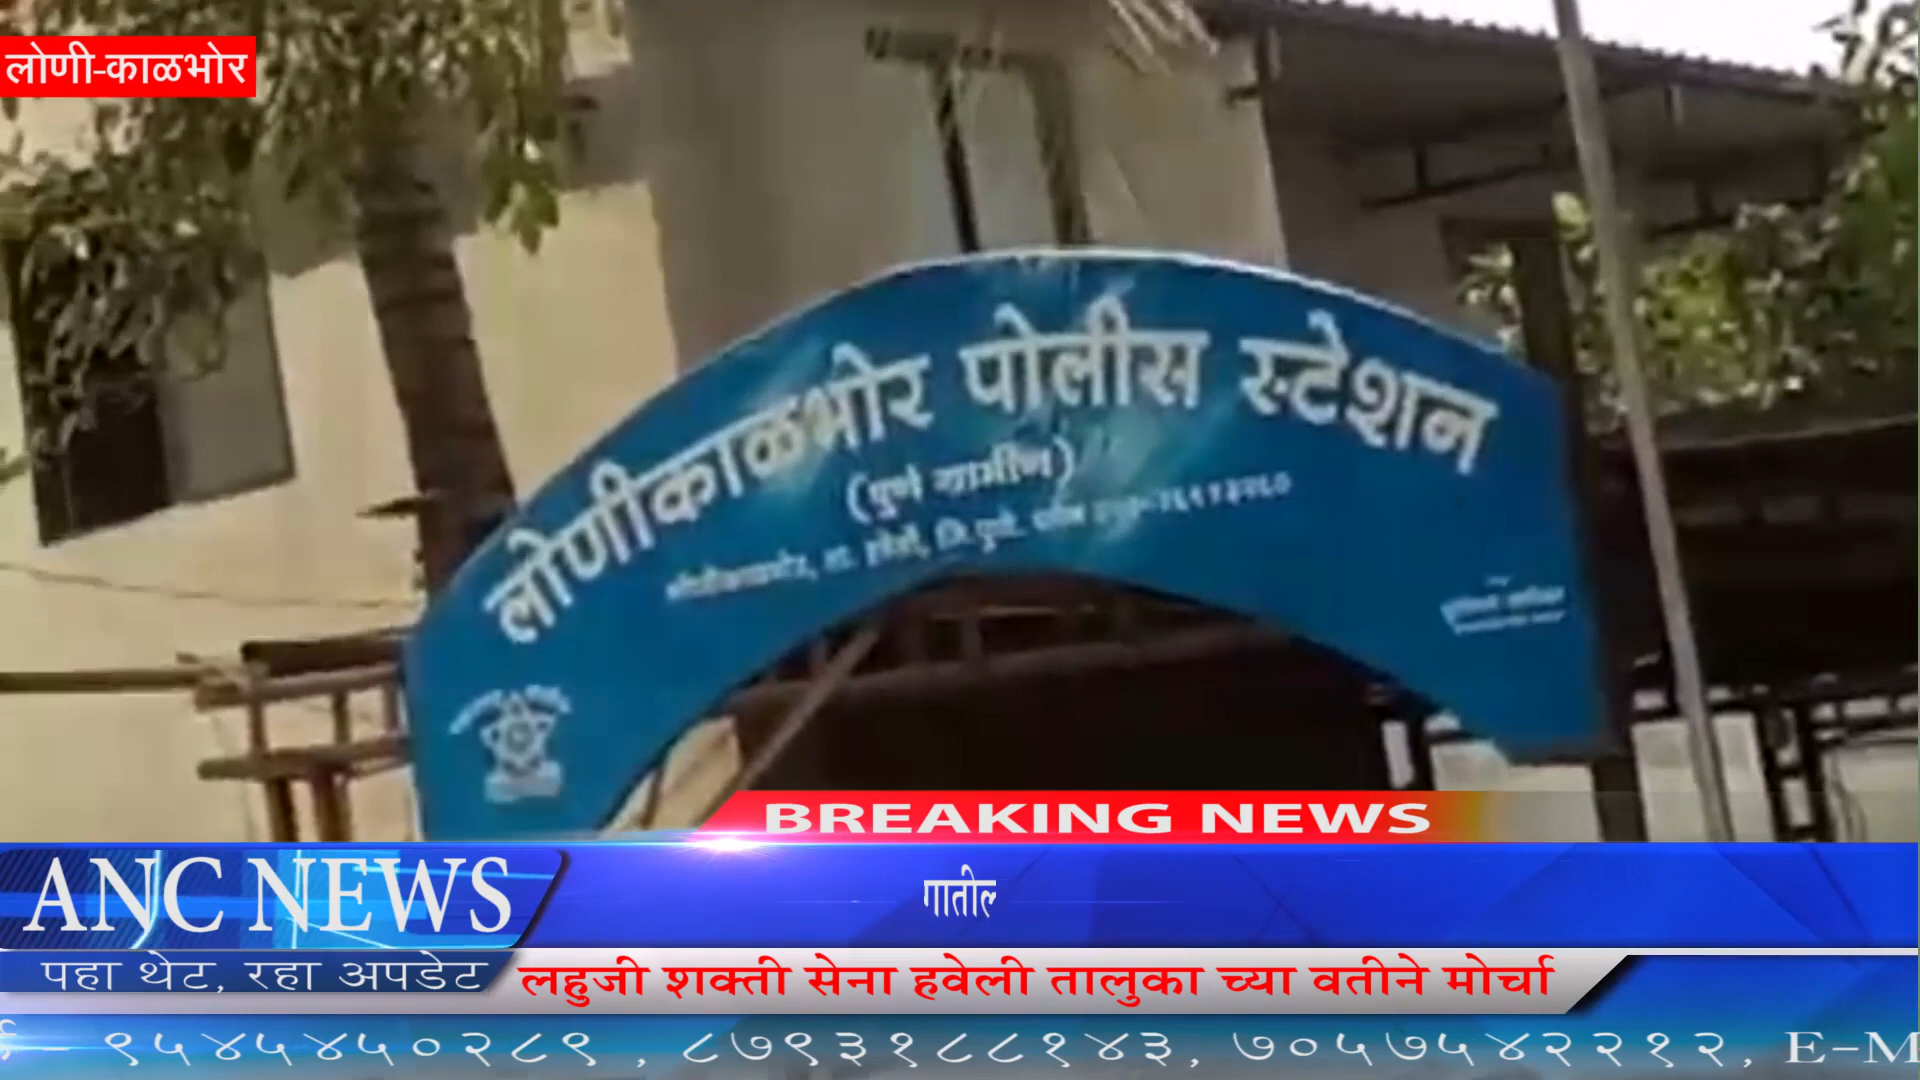 लोणी-काळभोर
लोणीकाळभोर पोलीस स्टेशन
(पुणे ग्रामीण)
BREAKING NEWS
ANC NEWS
गातील
पहा थेट, रहा अपडेट
लहुजी शक्ती सेना हवेली तालुका च्या वतीने मोर्चा
- ९५४५४५०२८९ , ८७९३१८८१४३, ७०५७५४२२१२, E-M